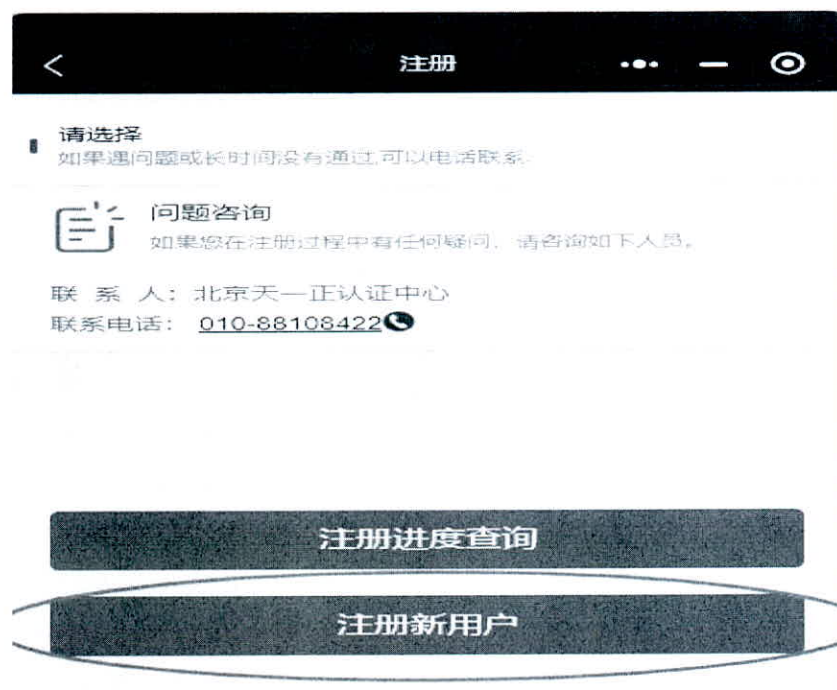 注册
请选择
如果遇问题或长时间没有通过,可以电话联系.
问题咨询
如果您在注册过程中有任何疑问，请咨询如下人员。
联 系 人：北京天一正认证中心
联系电话：010-88108422
注册进度查询
注册新用户